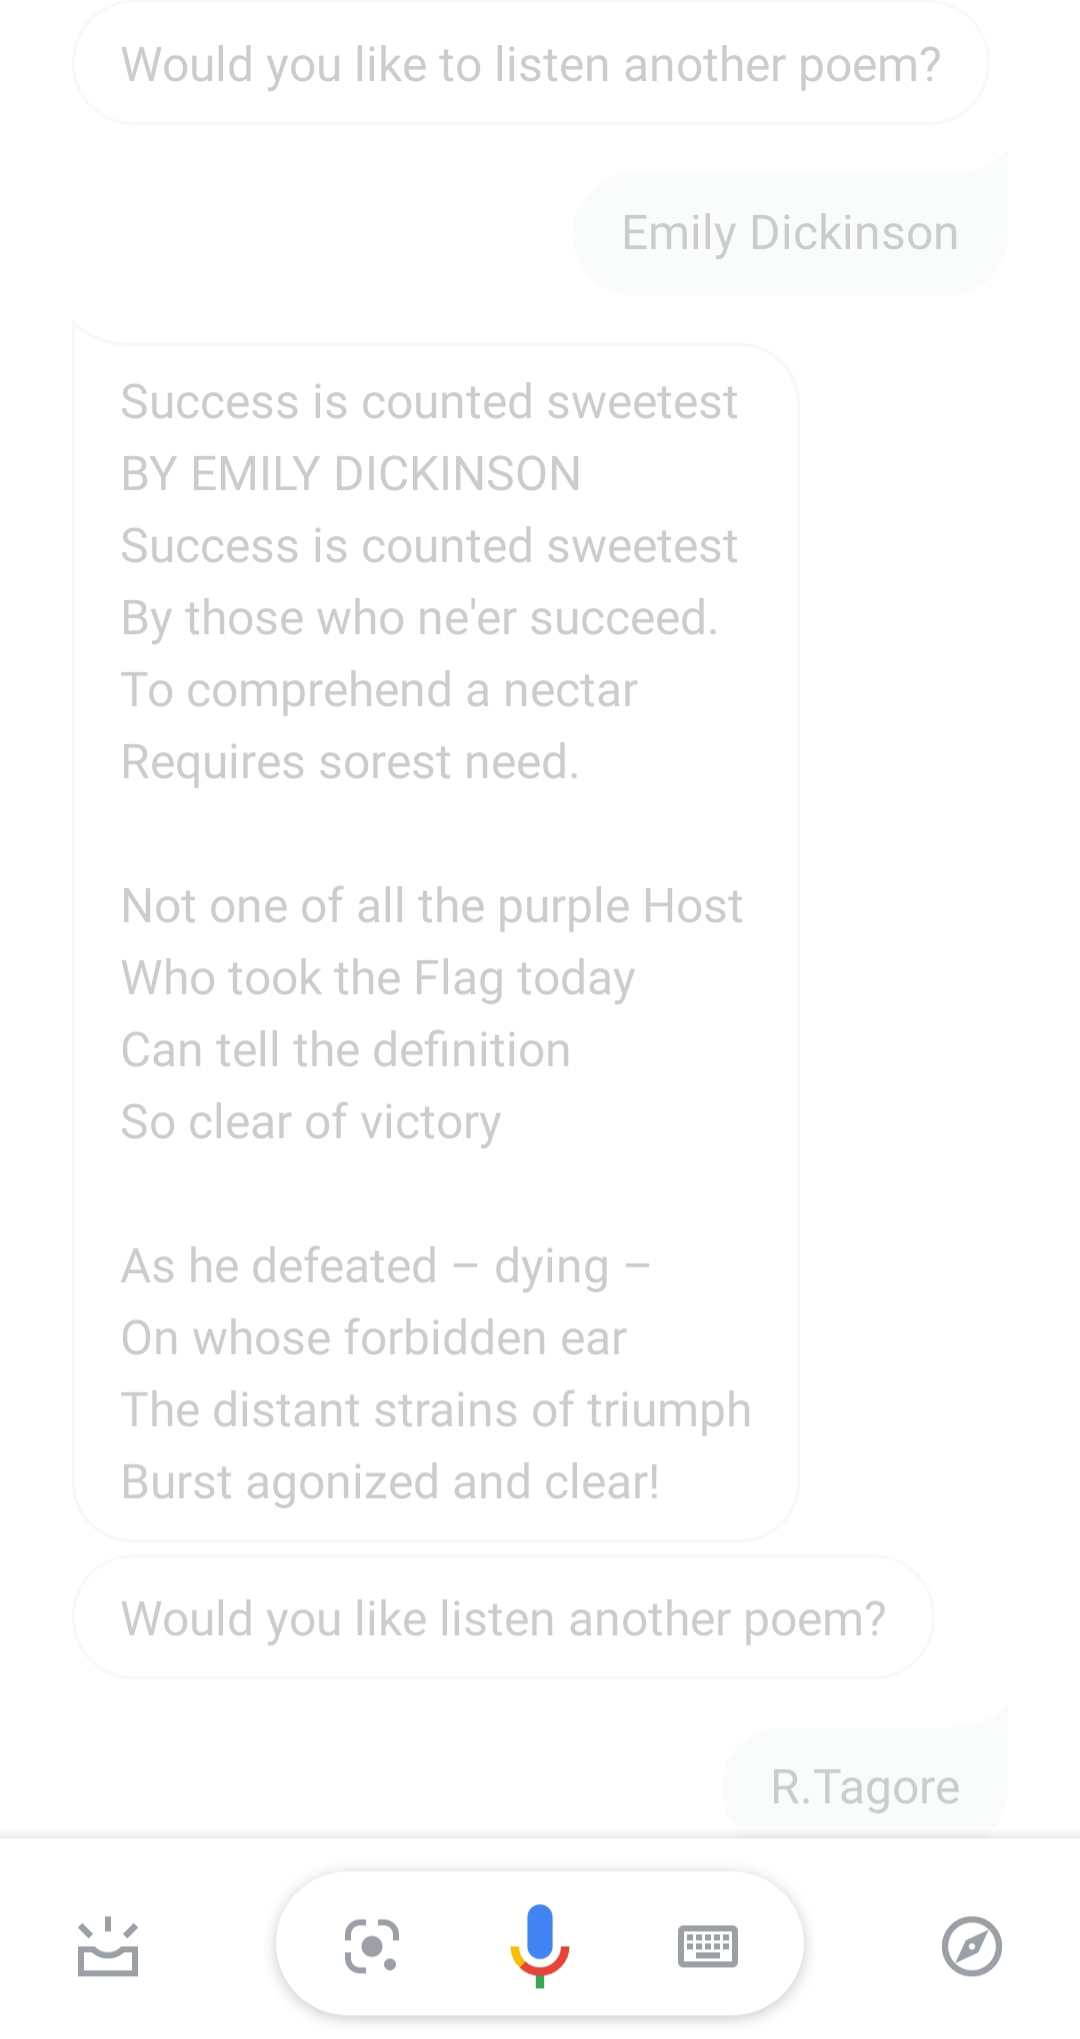 Would you like to listen another poem?
Emily Dickinson
Success is counted sweetest
BY EMILY DICKINSON
Success is counted sweetest
By those who ne'er succeed.
To comprehend a nectar
Requires sorest need.
Not one of all the purple Host
Who took the Flag today
Can tell the definition
So clear of victory
As he defeated – dying –
On whose forbidden ear
The distant strains of triumph
Burst agonized and clear!
Would you like listen another poem?
R.Tagore